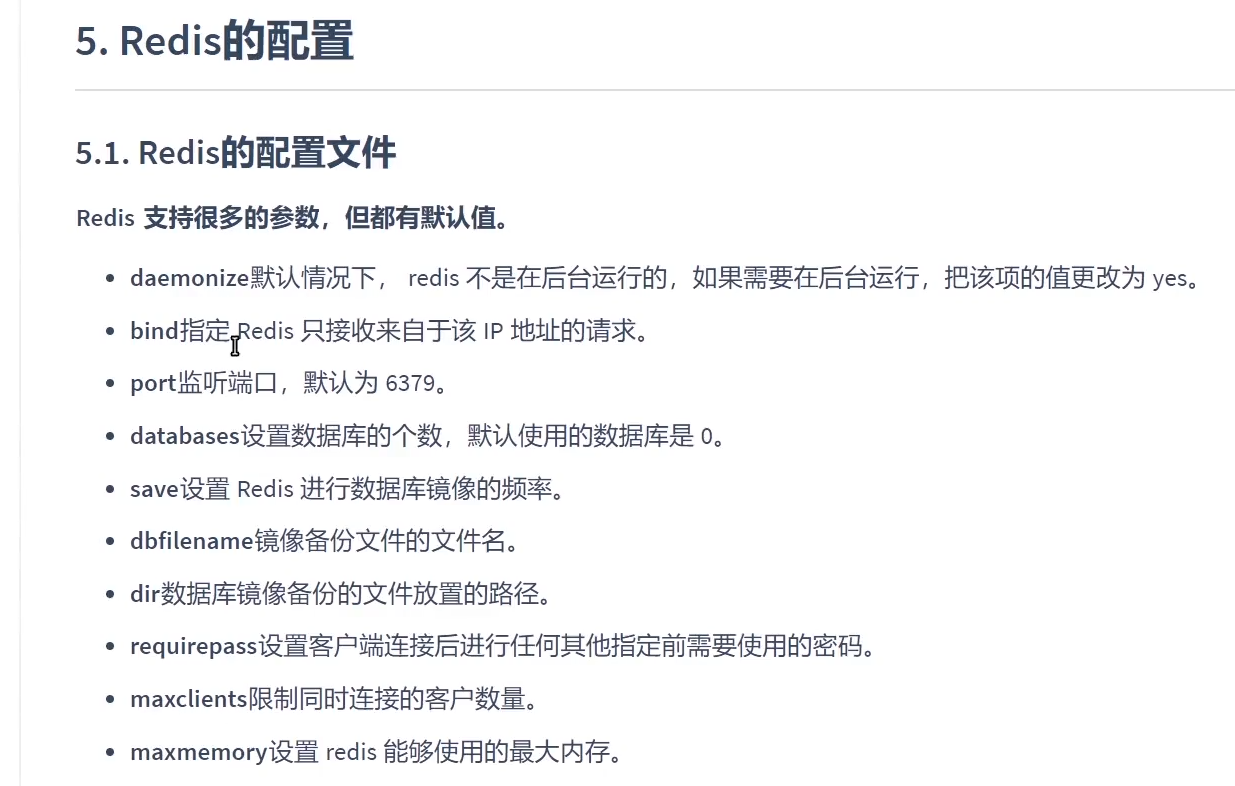 5. Redis的配置
5.1. Redis的配置文件
Redis 支持很多的参数，但都有默认值。
• daemonize默认情况下， redis 不是在后台运行的，如果需要在后台运行，把该项的值更改为 yes。
• bind指定 Redis 只接收来自于该 IP 地址的请求。
• port监听端口，默认为 6379。
• databases设置数据库的个数，默认使用的数据库是 0。
• save设置 Redis 进行数据库镜像的频率。
• dbfilename镜像备份文件的文件名。
• dir数据库镜像备份的文件放置的路径。
• requirepass设置客户端连接后进行任何其他指定前需要使用的密码。
• maxclients限制同时连接的客户数量。
• maxmemory设置 redis 能够使用的最大内存。